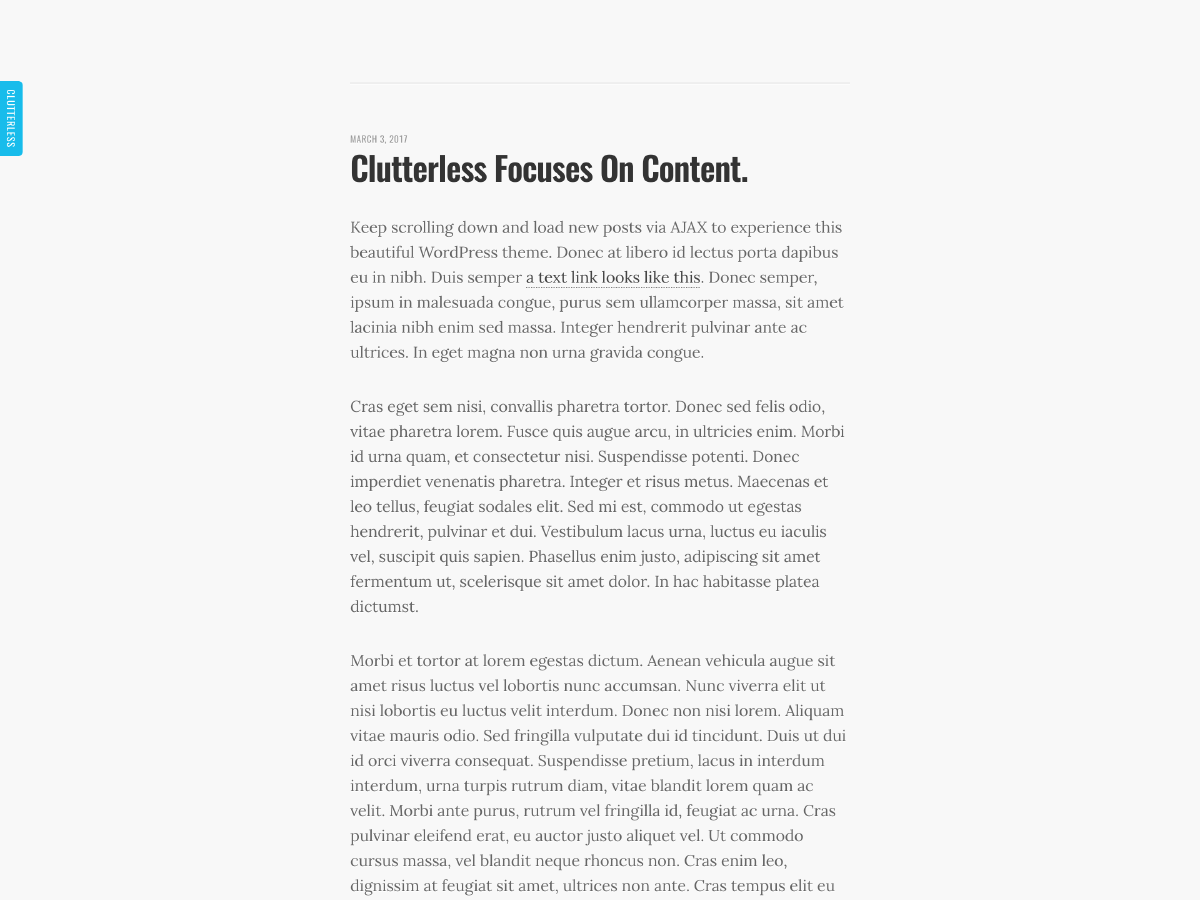 CLUTTERLESS
MARCH 3, 2017
Clutterless Focuses On Content.
Keep scrolling down and load new posts via AJAX to experience this
beautiful WordPress theme. Donec at libero id lectus porta dapibus
eu in nibh. Duis semper a text link looks like this. Donec semper,
ipsum in malesuada congue, purus sem ullamcorper massa, sit amet
lacinia nibh enim sed massa. Integer hendrerit pulvinar ante ac
ultrices. In eget magna non urna gravida congue.
Cras eget sem nisi, convallis pharetra tortor. Donec sed felis odio,
vitae pharetra lorem. Fusce quis augue arcu, in ultricies enim. Morbi
id urna quam, et consectetur nisi. Suspendisse potenti. Donec
imperdiet venenatis pharetra. Integer et risus metus. Maecenas et
leo tellus, feugiat sodales elit. Sed mi est, commodo ut egestas
hendrerit, pulvinar et dui. Vestibulum lacus urna, luctus eu iaculis
vel, suscipit quis sapien. Phasellus enim justo, adipiscing sit amet
fermentum ut, scelerisque sit amet dolor. In hac habitasse platea
dictumst.
Morbi et tortor at lorem egestas dictum. Aenean vehicula augue sit
amet risus luctus vel lobortis nunc accumsan. Nunc viverra elit ut
nisi lobortis eu luctus velit interdum. Donec non nisi lorem. Aliquam
vitae mauris odio. Sed fringilla vulputate dui id tincidunt. Duis ut dui
id orci viverra consequat. Suspendisse pretium, lacus in interdum
interdum, urna turpis rutrum diam, vitae blandit lorem quam ac
velit. Morbi ante purus, rutrum vel fringilla id, feugiat ac urna. Cras
pulvinar eleifend erat, eu auctor justo aliquet vel. Ut commodo
cursus massa, vel blandit neque rhoncus non. Cras enim leo,
dignissim at feugiat sit amet, ultrices non ante. Cras tempus elit eu